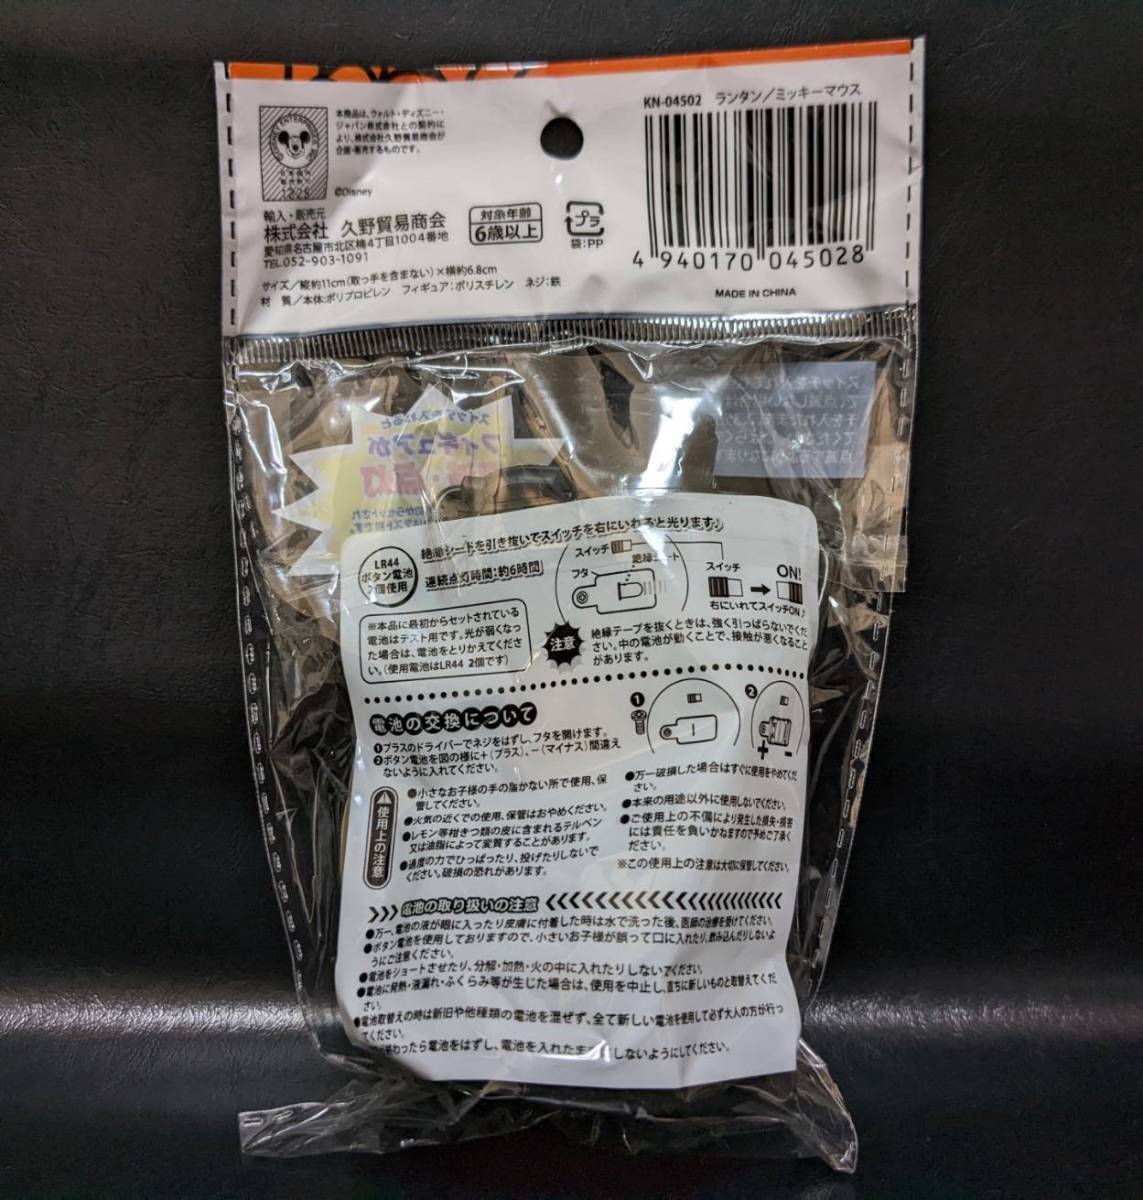 本商品は、ウォルト・ディズニー・
ジャパン株式会社との契約に
より、株式会社久野貿易商会が
企画・販売するものです。
1228
©Disney
輸入・販売元
株式会社 久野貿易商会
愛知県名古屋市北区楠4丁目1004番地
TEL.052-903-1091
対象年齢
6歳以上
プラ
袋:PP
サイズ/縦約11cm(取っ手を含まない)×横約6.8cm
材 質/本体:ポリプロピレン フィギュア:ポリスチレン ネジ:鉄
KN-04502 ランタン/ミッキーマウス
4 940170 045028
MADE IN CHINA
スイッチを入れると
フィギュアが
点灯
LR44
ボタン電池
2個使用
絶縁シートを引き抜いてスイッチを右にいれると光ります♪
連続点灯時間:約6時間
スイッチ
絶縁シート
フタ
スイッチ
ON!
右にいれてスイッチON♪
※本品に最初からセットされている
電池はテスト用です。光が弱くなっ
た場合は、電池をとりかえてくださ
い。(使用電池はLR44 2個です)
注意
絶縁テープを抜くときは、強く引っぱらないでくだ
さい。中の電池が動くことで、接触が悪くなること
があります。
電池の交換について
❶プラスのドライバーでネジをはずし、フタを開けます。
❷ボタン電池を図の様に+(プラス)、-(マイナス)間違え
ないように入れてください。
❶
❷
+ -
使用上の注意
●小さなお子様の手の届かない所で使用、保
管してください。
●火気の近くでの使用、保管はおやめください。
●レモン等柑きつ類の皮に含まれるテルペン
又は油脂によって変質することがあります。
●過度の力でひっぱったり、投げたりしないで
ください。破損の恐れがあります。
●万一破損した場合はすぐに使用をやめてくだ
さい。
●本来の用途以外に使用しないでください。
●ご使用上の不備により発生した損失・損害
には責任を負いかねますので予めご了承く
ださい。
※この使用上の注意は大切に保管してください。
電池の取り扱いの注意
●万一、電池の液が眼に入ったり皮膚に付着した時は水で洗った後、医師の治療を受けてください。
●ボタン電池を使用しておりますので、小さいお子様が誤って口に入れたり、飲み込んだりしないよ
うにご注意ください。
●電池をショートさせたり、分解・加熱・火の中に入れたりしないでください。
●電池に発熱・液漏れ・ふくらみ等が生じた場合は、使用を中止し、直ちに新しいものと取替えてくだ
さい。
●電池取替えの時は新旧や他種類の電池を混ぜず、全て新しい電池を使用して必ず大人の方が行っ
てください。
終わったら電池をはずし、電池を入れたまましないようにしてください。